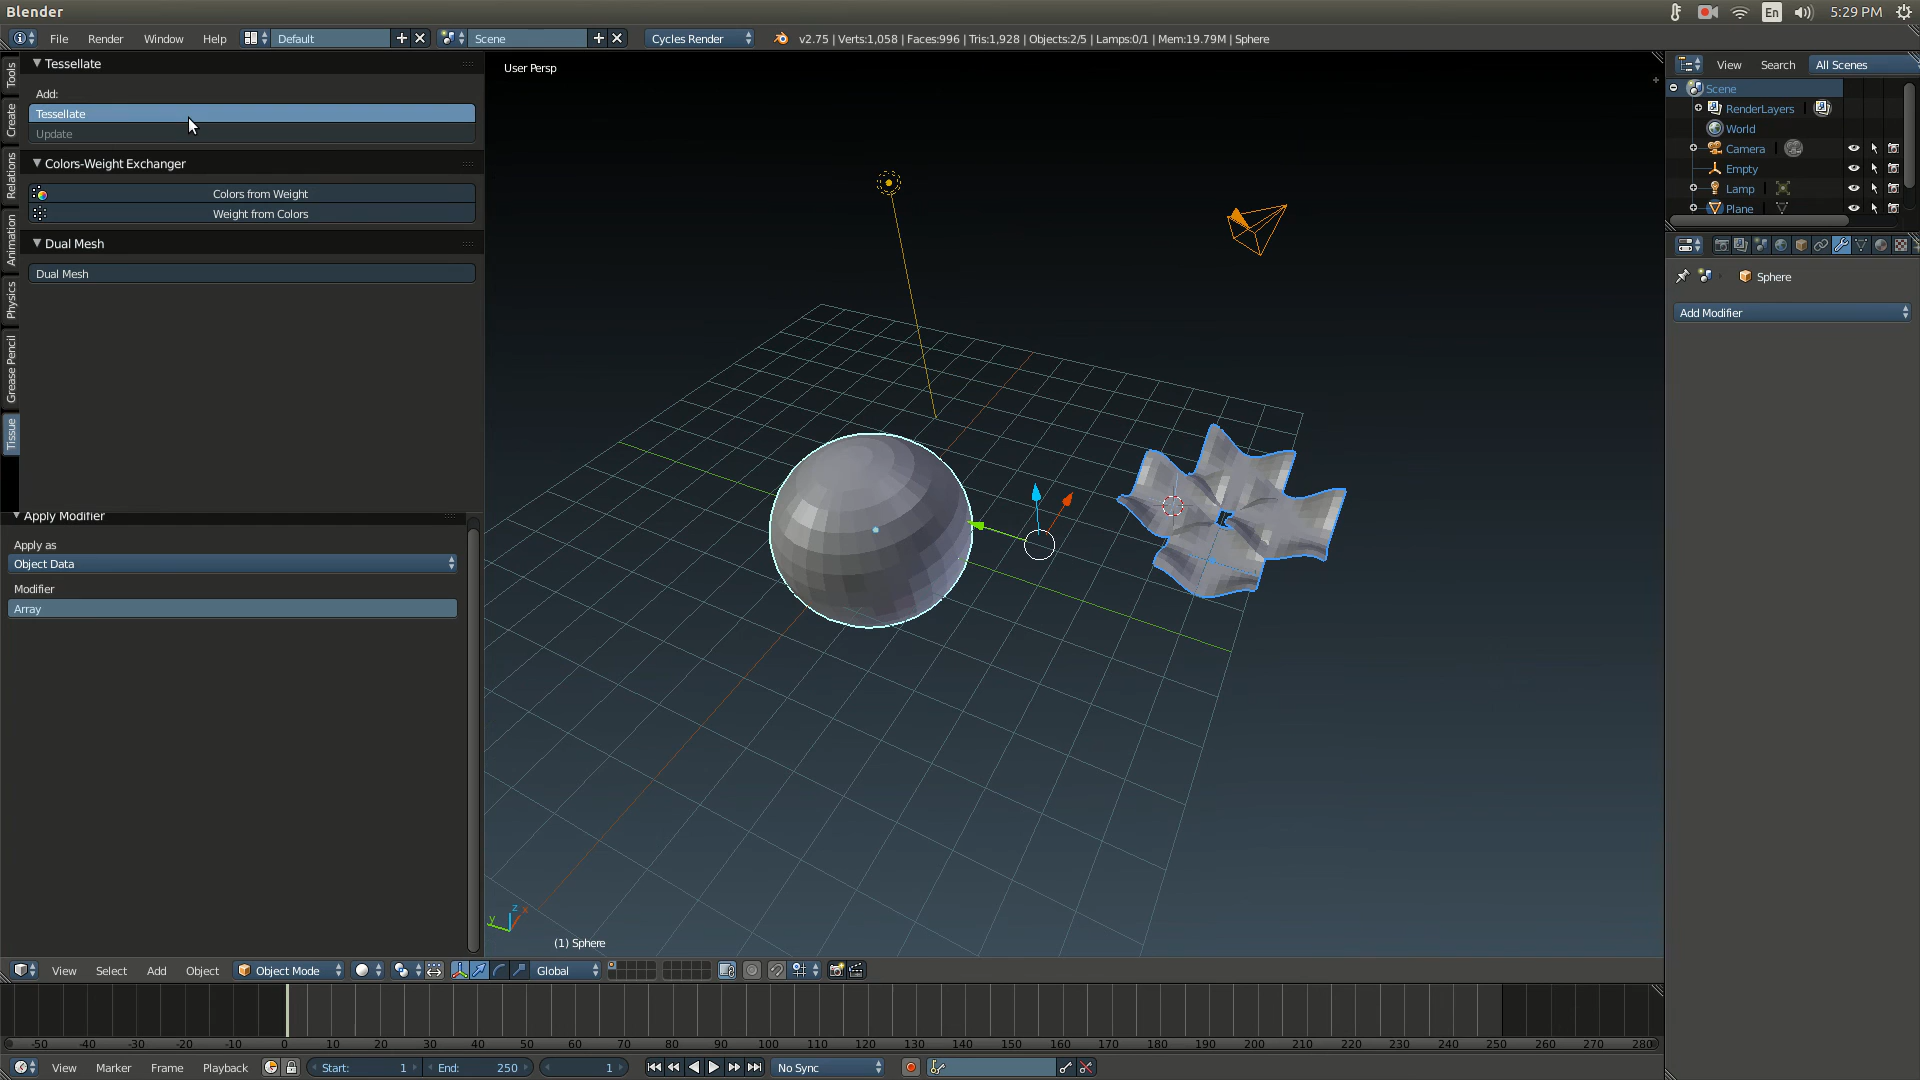 Blender
En
5:29 PM
File Render Window Help Default Scene Cycles Render v2.75 | Verts:1,058 | Faces:996 | Tris:1,928 | Objects:2/5 | Lamps:0/1 | Mem:19.79M | Sphere
Tools
Create
Relations
Animation
Physics
Grease Pencil
Tissue
Tessellate
Add:
Tessellate
Update
Colors-Weight Exchanger
Colors from Weight
Weight from Colors
Dual Mesh
Dual Mesh
Apply Modifier
Apply as
Object Data
Modifier
Array
User Persp
z
x
y
(1) Sphere
View Search All Scenes
Scene
RenderLayers
World
Camera
Empty
Lamp
Plane
Sphere
Add Modifier
View Select Add Object Object Mode Global
-50 -40 -30 -20 -10 0 10 20 30 40 50 60 70 80 90 100 110 120 130 140 150 160 170 180 190 200 210 220 230 240 250 260 270 280
View Marker Frame Playback Start: 1 End: 250 1 No Sync